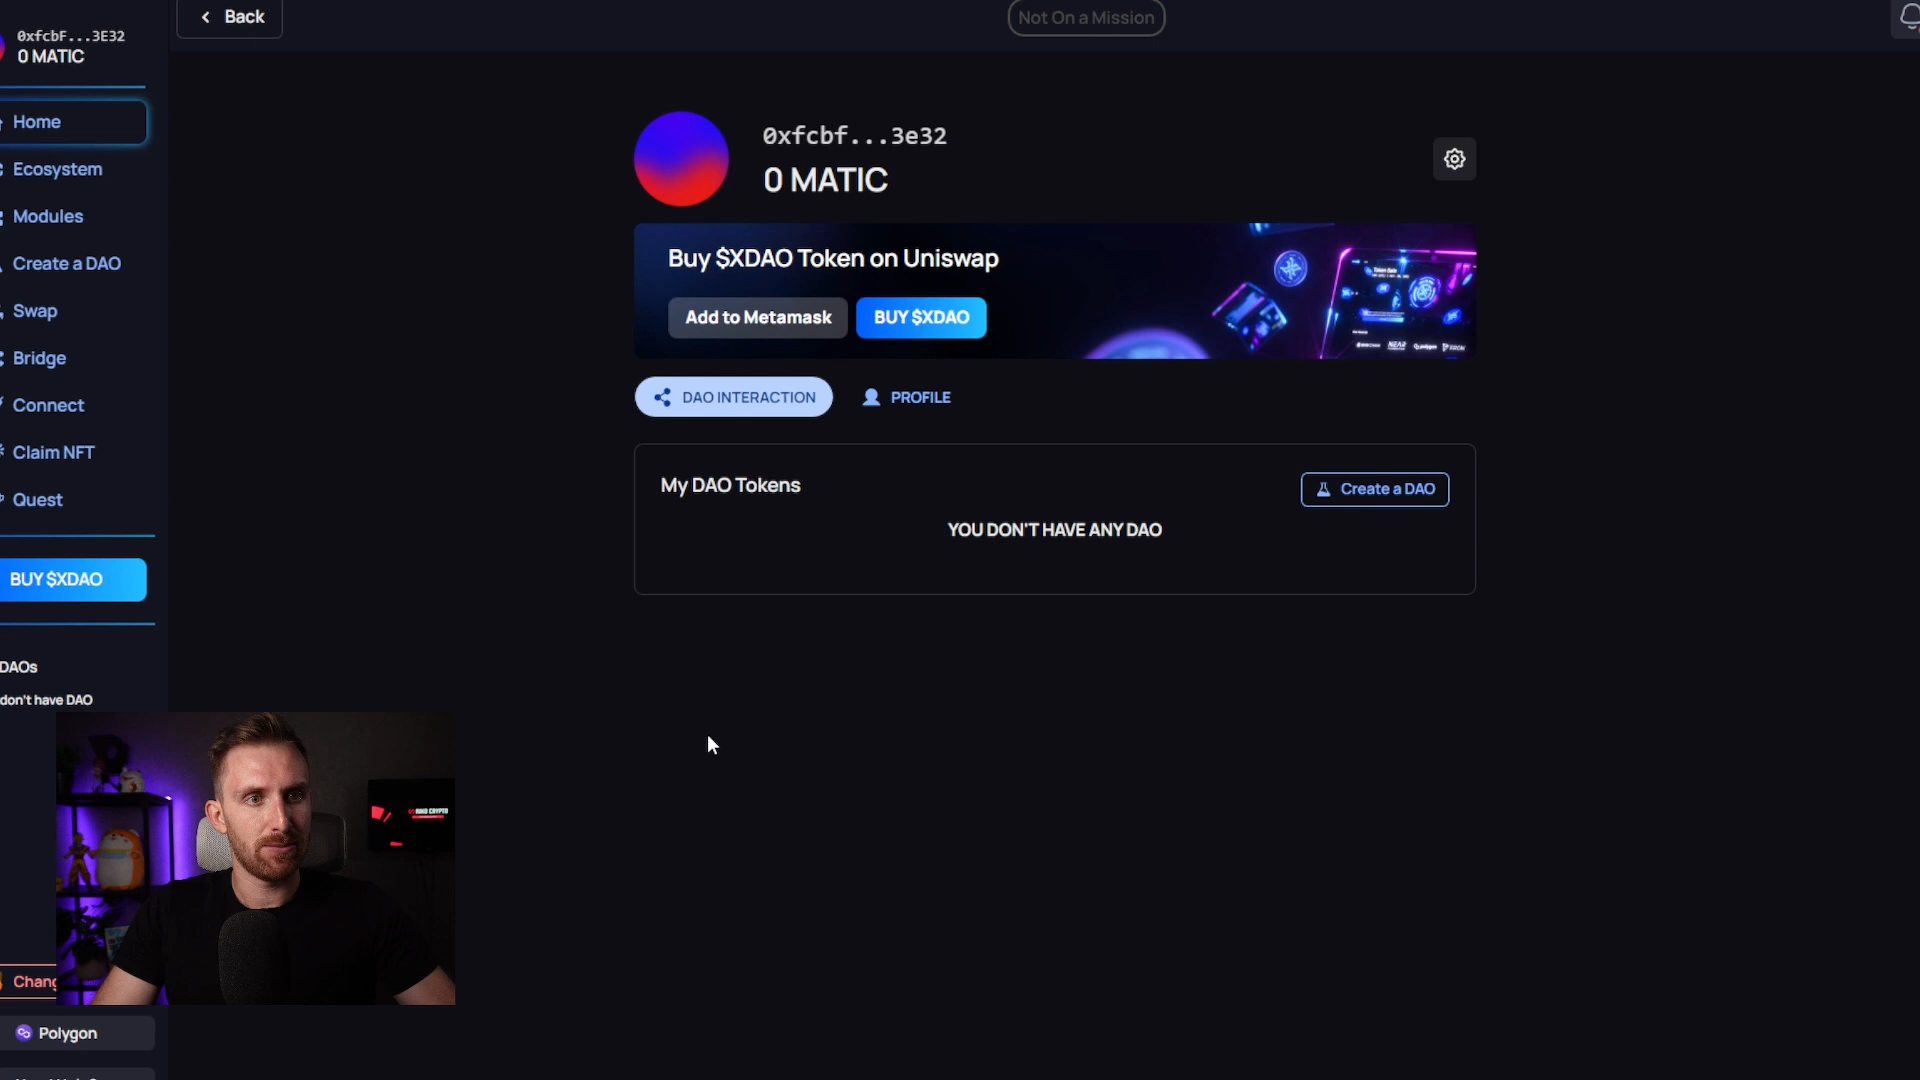 0xfcbF...3E32
0 MATIC
Back
Not On a Mission
Home
Ecosystem
Modules
Create a DAO
Swap
Bridge
Connect
Claim NFT
Quest
BUY $XDAO
DAOs
don't have DAO
Chang
Polygon
0xfcbf...3e32
0 MATIC
Buy $XDAO Token on Uniswap
Add to Metamask
BUY $XDAO
DAO INTERACTION
PROFILE
My DAO Tokens
Create a DAO
YOU DON'T HAVE ANY DAO